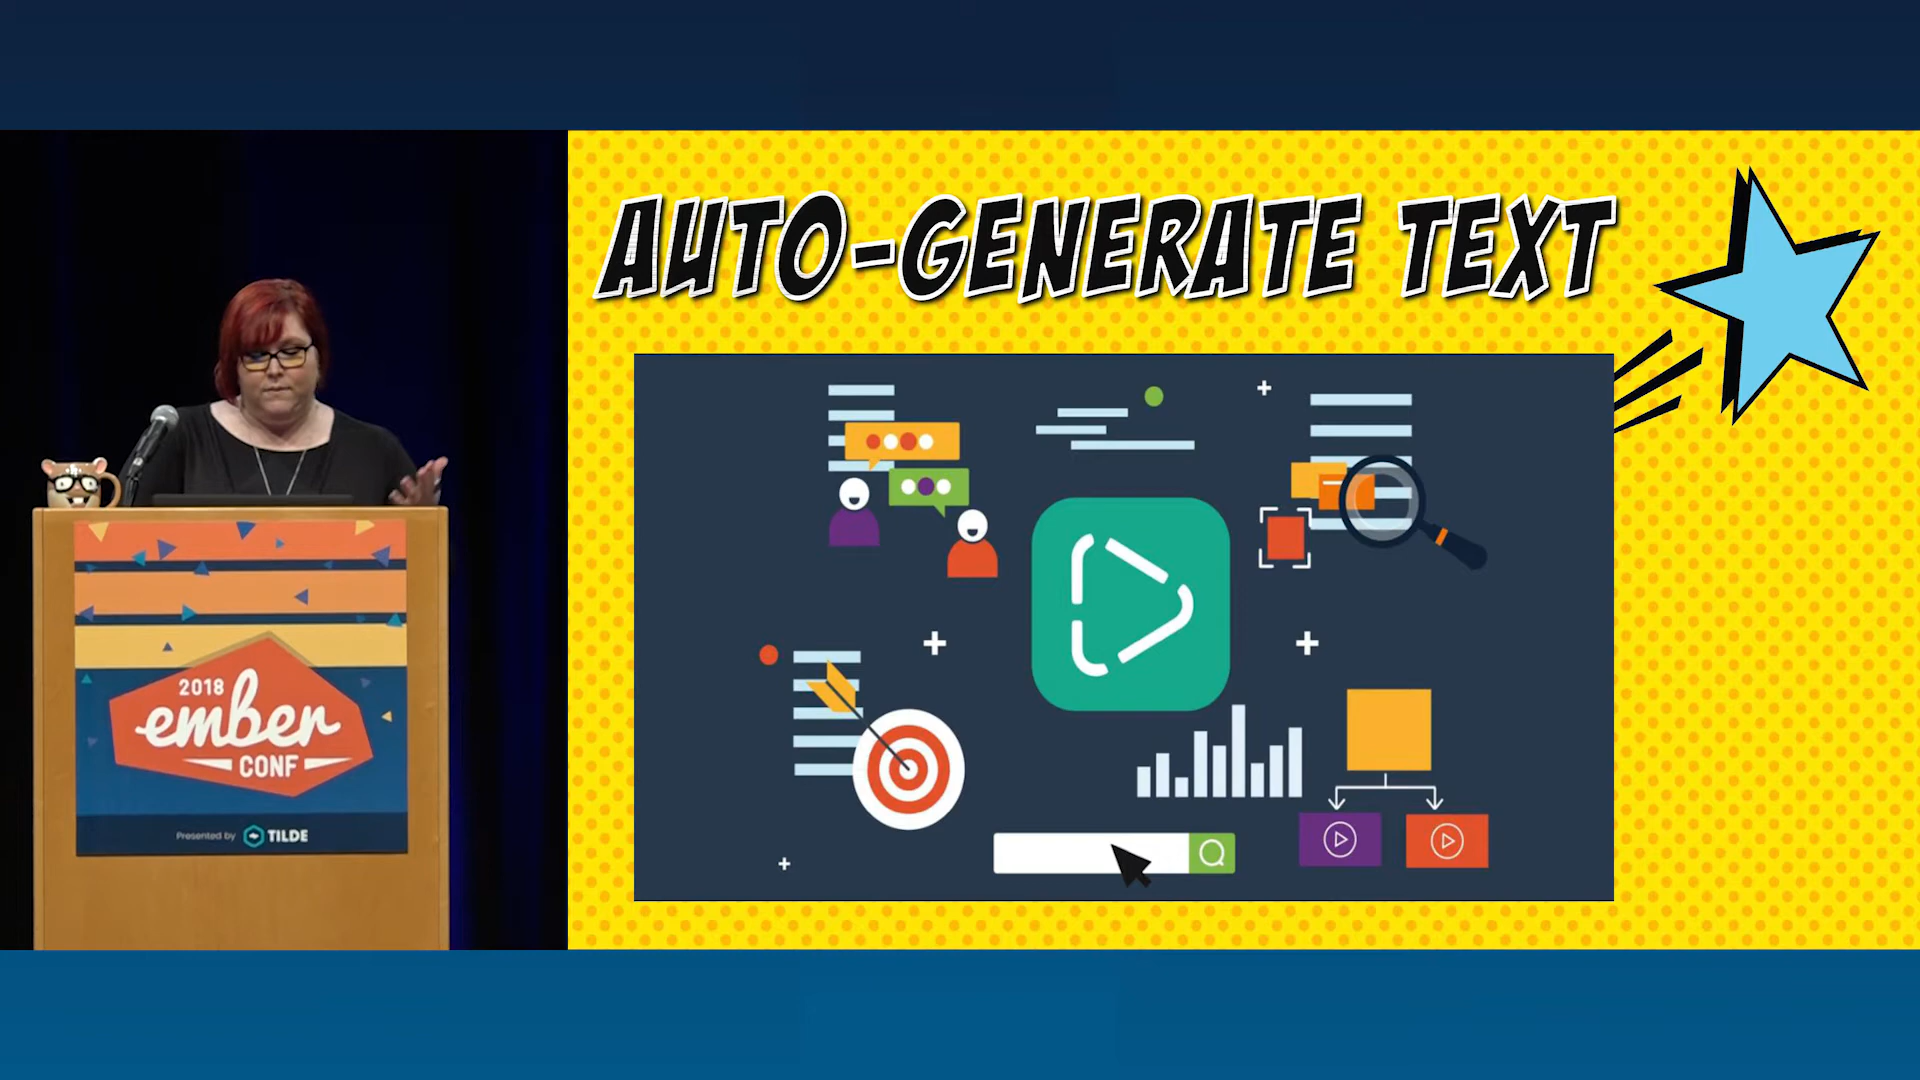 AUTO-GENERATE TEXT
2018
ember
CONF
Presented by TILDE